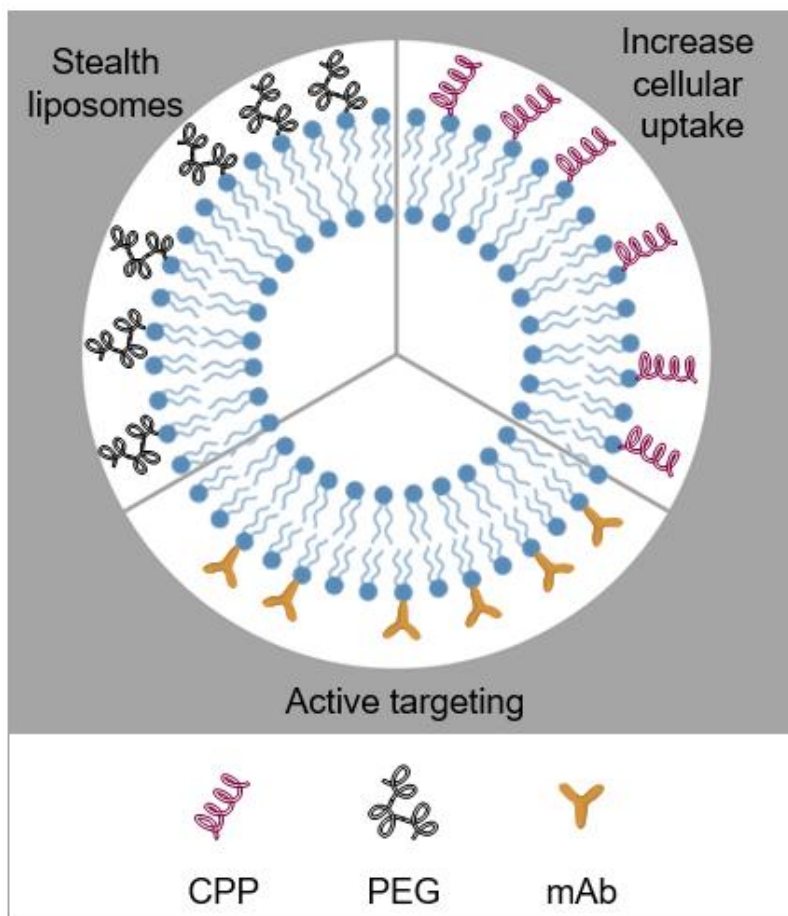 Stealth
liposomes
Increase
cellular
uptake
Active targeting
CPP
PEG
mAb